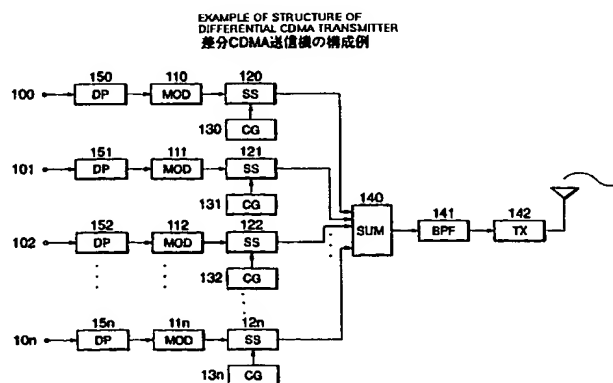 EXAMPLE OF STRUCTURE OF
DIFFERENTIAL CDMA TRANSMITTER
差分CDMA送信機の構成例
150 110 120
100 DP MOD SS
130 CG
151 111 121
101 DP MOD SS
131 CG
140 141 142
SUM BPF TX
152 112 122
102 DP MOD SS
132 CG
15n 11n 12n
10n DP MOD SS
13n CG